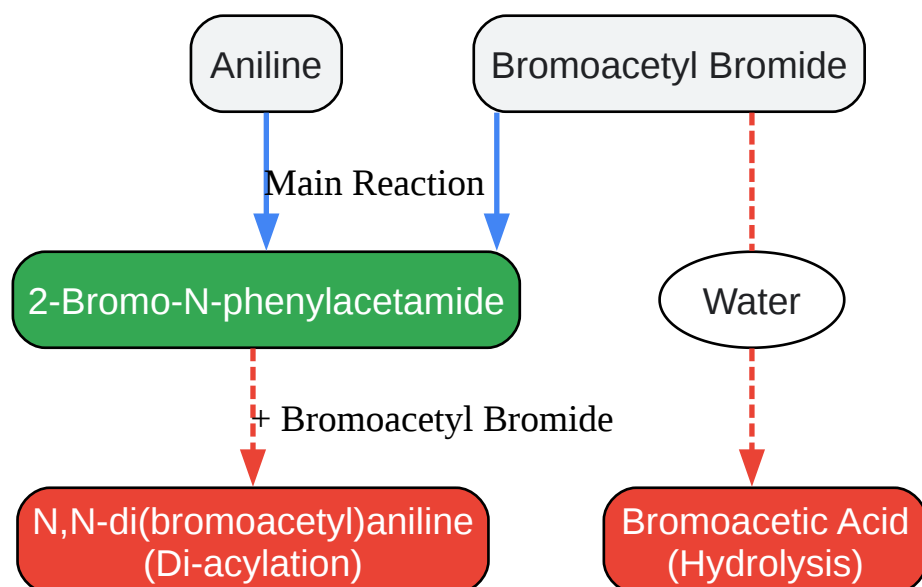 Aniline
Bromoacetyl Bromide
Main Reaction
2-Bromo-N-phenylacetamide
Water
+ Bromoacetyl Bromide
N,N-di(bromoacetyl)aniline
(Di-acylation)
Bromoacetic Acid
(Hydrolysis)